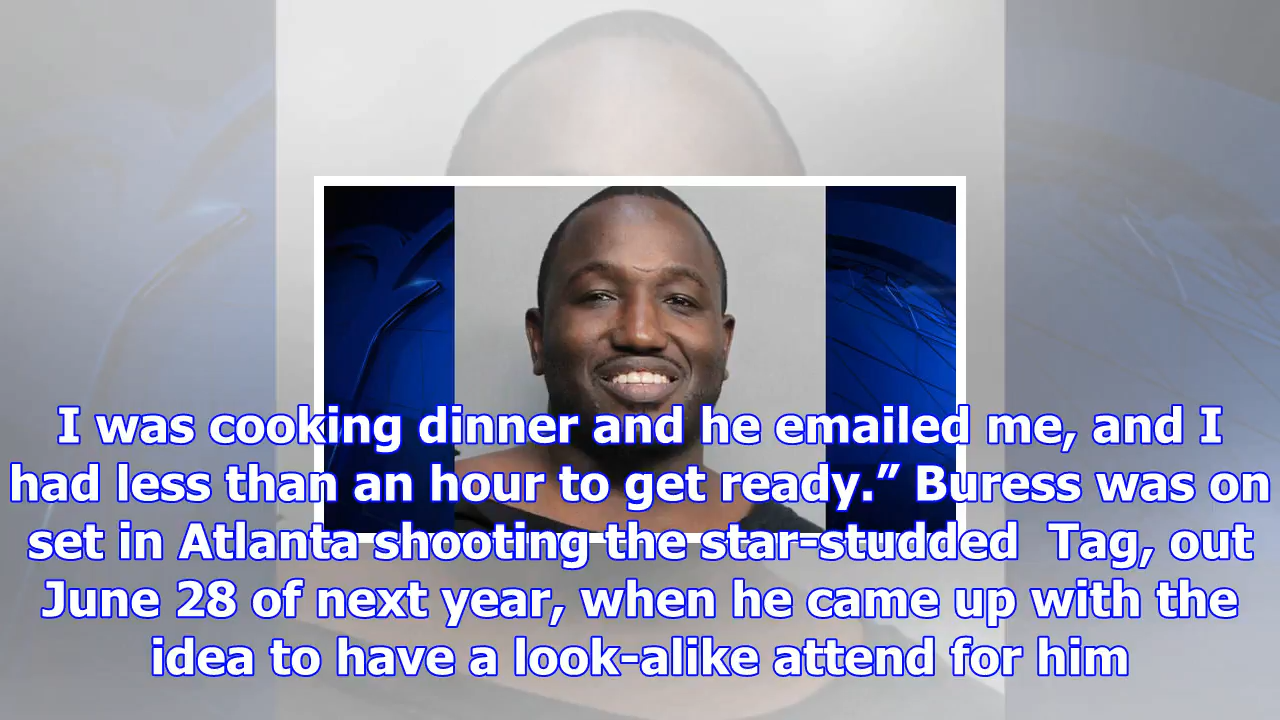 I was cooking dinner and he emailed me, and I
had less than an hour to get ready.” Buress was on
set in Atlanta shooting the star-studded  Tag, out
June 28 of next year, when he came up with the
idea to have a look-alike attend for him